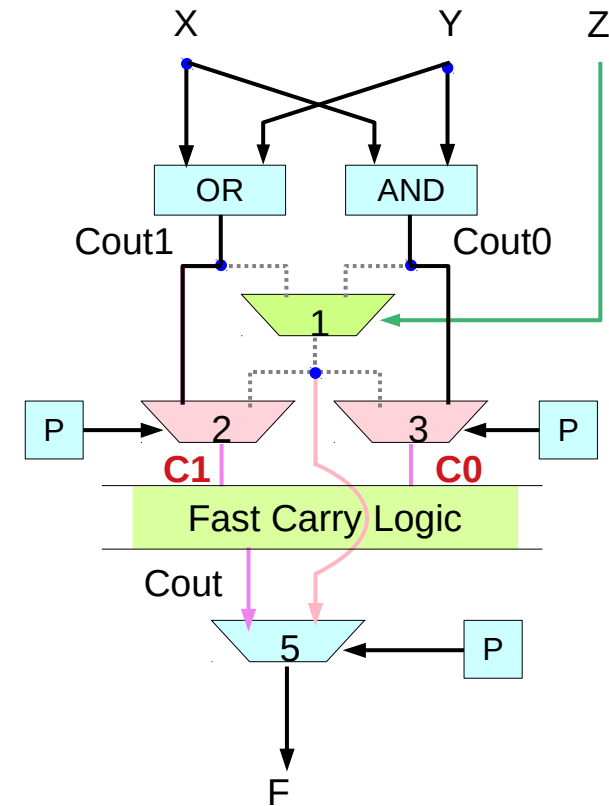 X Y Z
OR AND
Cout1 Cout0
1
P 2 3 P
C1 C0
Fast Carry Logic
Cout
5 P
F